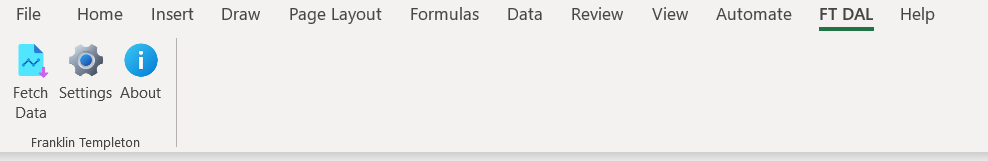 File Home Insert Draw Page Layout Formulas Data Review View Automate FT DAL Help
Fetch Data Settings About
Franklin Templeton